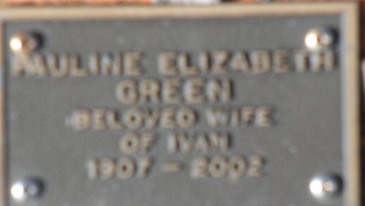 PAULINE ELIZABETH
GREEN
BELOVED WIFE
OF IVAN
1907 - 2002